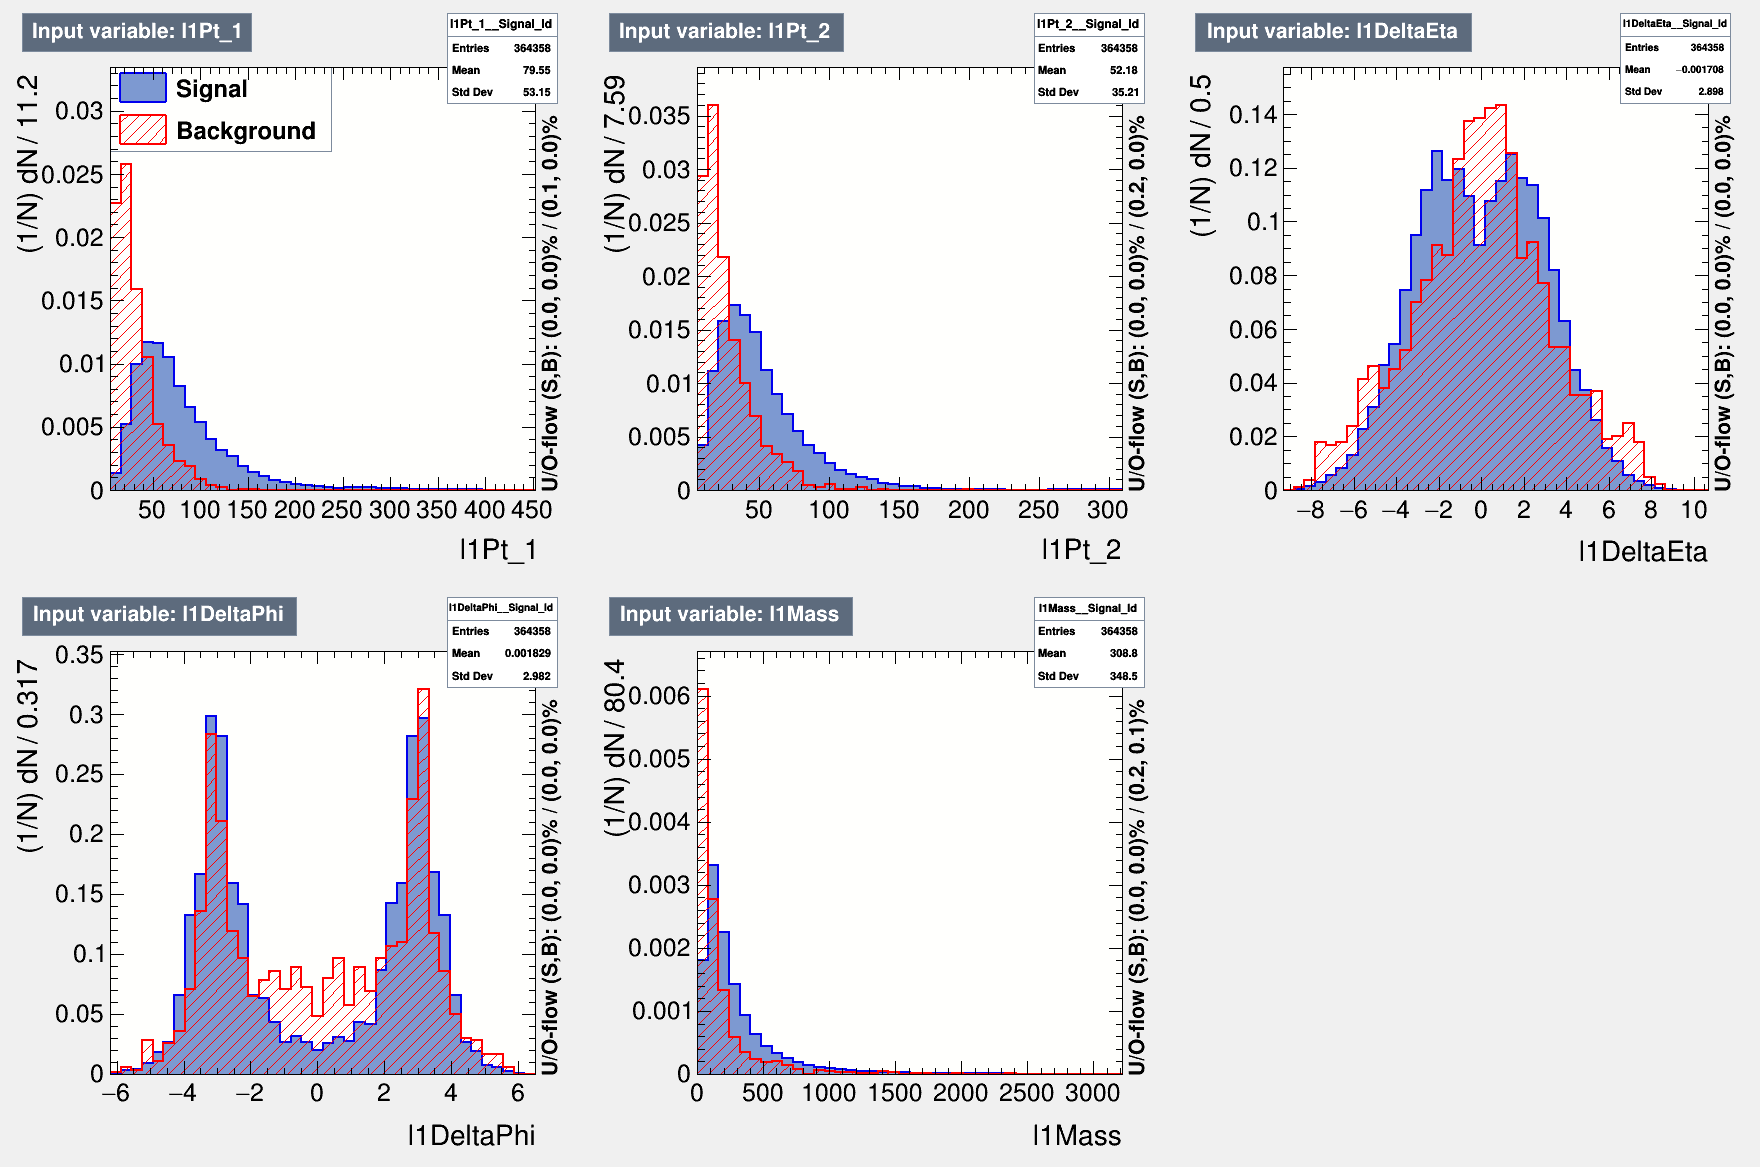 Input variable: l1Pt_1
l1Pt_1__Signal_Id
Entries 364358
Mean 79.55
Std Dev 53.15
Signal
Background
(1/N) dN / 11.2
0.03
0.025
0.02
0.015
0.01
0.005
0
50 100 150 200 250 300 350 400 450
l1Pt_1
U/O-flow (S,B): (0.0, 0.0)% / (0.1, 0.0)%
Input variable: l1Pt_2
l1Pt_2__Signal_Id
Entries 364358
Mean 52.18
Std Dev 35.21
(1/N) dN / 7.59
0.035
0.03
0.025
0.02
0.015
0.01
0.005
0
50 100 150 200 250 300
l1Pt_2
U/O-flow (S,B): (0.0, 0.0)% / (0.2, 0.0)%
Input variable: l1DeltaEta
l1DeltaEta__Signal_Id
Entries 364358
Mean −0.001708
Std Dev 2.898
(1/N) dN / 0.5
0.14
0.12
0.1
0.08
0.06
0.04
0.02
0
−8 −6 −4 −2 0 2 4 6 8 10
l1DeltaEta
U/O-flow (S,B): (0.0, 0.0)% / (0.0, 0.0)%
Input variable: l1DeltaPhi
l1DeltaPhi__Signal_Id
Entries 364358
Mean 0.001829
Std Dev 2.982
(1/N) dN / 0.317
0.35
0.3
0.25
0.2
0.15
0.1
0.05
0
−6 −4 −2 0 2 4 6
l1DeltaPhi
U/O-flow (S,B): (0.0, 0.0)% / (0.0, 0.0)%
Input variable: l1Mass
l1Mass__Signal_Id
Entries 364358
Mean 308.8
Std Dev 348.5
(1/N) dN / 80.4
0.006
0.005
0.004
0.003
0.002
0.001
0
0 500 1000 1500 2000 2500 3000
l1Mass
U/O-flow (S,B): (0.0, 0.0)% / (0.2, 0.1)%